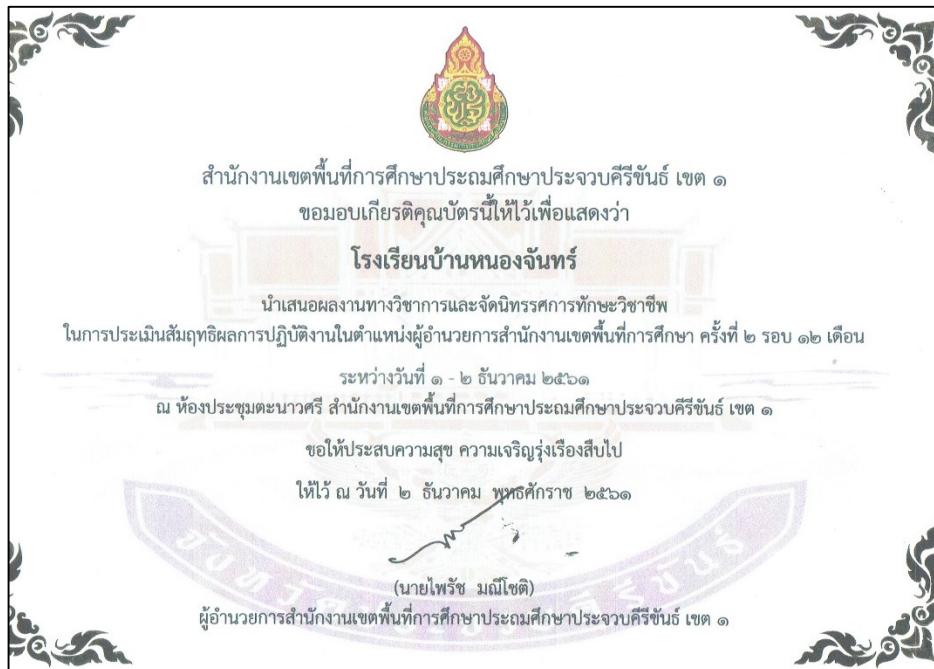 สำนักงานเขตพื้นที่การศึกษาประถมศึกษาประจวบคีรีขันธ์ เขต ๑
ขอมอบเกียรติคุณบัตรนี้ให้ไว้เพื่อแสดงว่า
โรงเรียนบ้านหนองจันทร์
นำเสนอผลงานทางวิชาการและจัดนิทรรศการทักษะวิชาชีพ
ในการประเมินสัมฤทธิผลการปฏิบัติงานในตำแหน่งผู้อำนวยการสำนักงานเขตพื้นที่การศึกษา ครั้งที่ ๒ รอบ ๑๒ เดือน
ระหว่างวันที่ ๑ - ๒ ธันวาคม ๒๕๖๑
ณ ห้องประชุมตะนาวศรี สำนักงานเขตพื้นที่การศึกษาประถมศึกษาประจวบคีรีขันธ์ เขต ๑
ขอให้ประสบความสุข ความเจริญรุ่งเรืองสืบไป
ให้ไว้ ณ วันที่ ๒ ธันวาคม พุทธศักราช ๒๕๖๑
จังหวัดประจวบคีรีขันธ์
(นายไพรัช มณีโชติ)
ผู้อำนวยการสำนักงานเขตพื้นที่การศึกษาประถมศึกษาประจวบคีรีขันธ์ เขต ๑